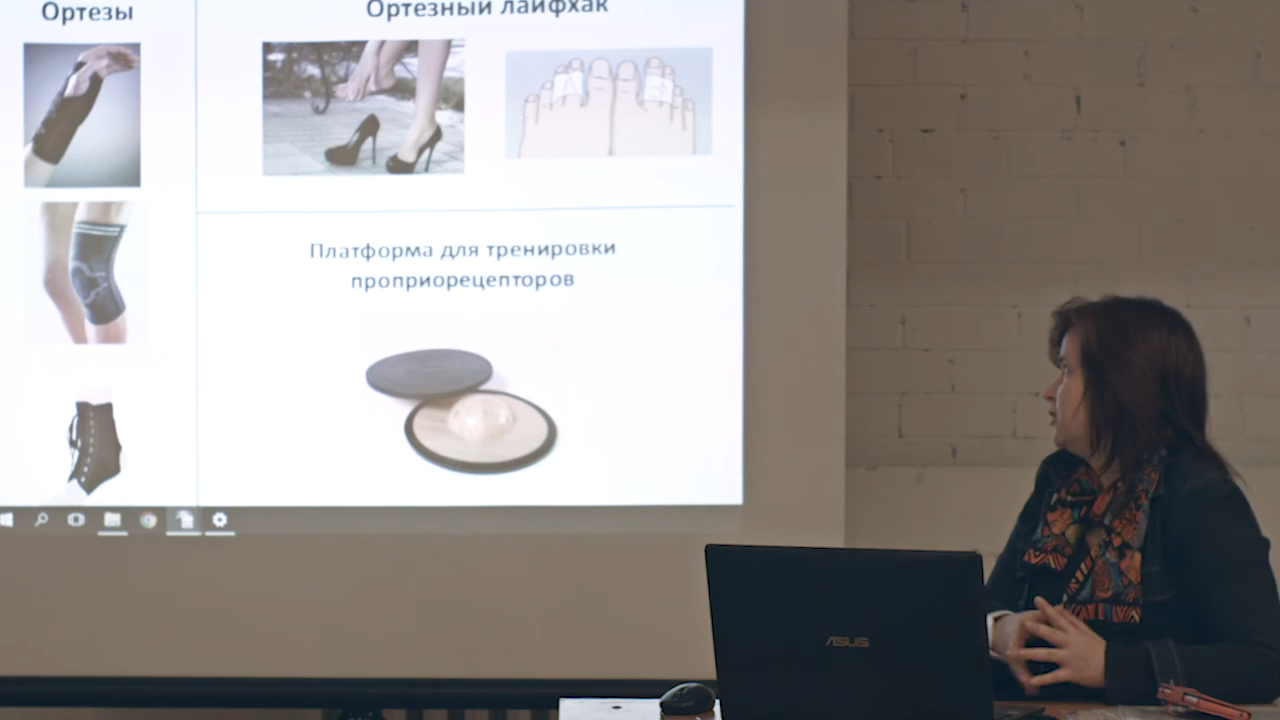 Ортезы
Ортезный лайфхак
Платформа для тренировки
проприорецепторов
ASUS